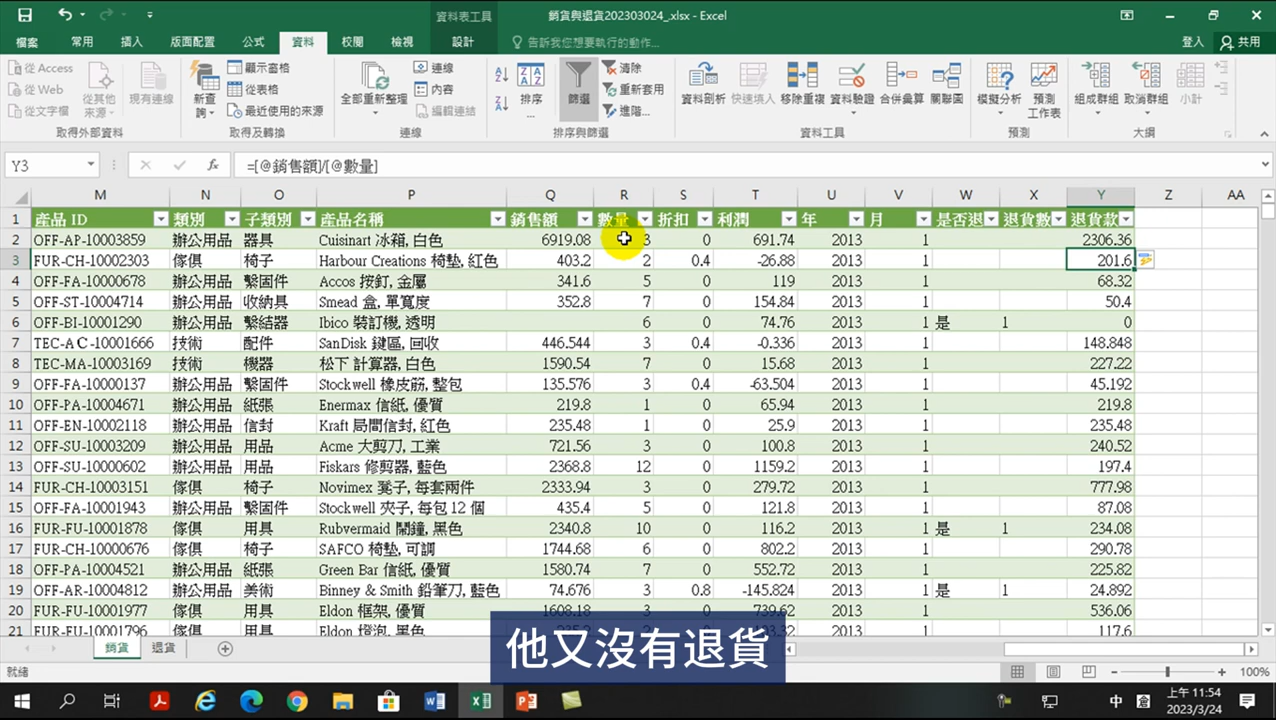 資料表工具
銷貨與退貨202303024_.xlsx - Excel
檔案 常用 插入 版面配置 公式 資料 校閱 檢視 設計 告訴我您想要執行的動作... 登入 共用
從 Access
從 Web
從文字檔
從其他來源
現有連線
取得外部資料
新查詢
顯示查詢
從表格
最近使用的來源
取得及轉換
全部重新整理
連線
內容
編輯連結
連線
排序...
篩選
清除
重新套用
進階...
排序與篩選
資料剖析 快速填入 移除重複 資料驗證 合併彙算 關聯圖
資料工具
模擬分析 預測工作表
預測
組成群組 取消群組 小計
大綱
Y3 fx =[@銷售額]/[@數量]
M N O P Q R S T U V W X Y Z AA
1 產品 ID 類別 子類別 產品名稱 銷售額 數量 折扣 利潤 年 月 是否退 退貨數 退貨款
2 OFF-AP-10003859 辦公用品 器具 Cuisinart 冰箱, 白色 6919.08 3 0 691.74 2013 1 2306.36
3 FUR-CH-10002303 傢俱 椅子 Harbour Creations 椅墊, 紅色 403.2 2 0.4 -26.88 2013 1 201.6
4 OFF-FA-10000678 辦公用品 繫固件 Accos 按釘, 金屬 341.6 5 0 119 2013 1 68.32
5 OFF-ST-10004714 辦公用品 收納具 Smead 盒, 單寬度 352.8 7 0 154.84 2013 1 50.4
6 OFF-BI-10001290 辦公用品 繫結器 Ibico 裝訂機, 透明 6 0 74.76 2013 1 是 1 0
7 TEC-AC-10001666 技術 配件 SanDisk 鍵區, 回收 446.544 3 0.4 -0.336 2013 1 148.848
8 TEC-MA-10003169 技術 機器 松下 計算器, 白色 1590.54 7 0 15.68 2013 1 227.22
9 OFF-FA-10000137 辦公用品 繫固件 Stockwell 橡皮筋, 整包 135.576 3 0.4 -63.504 2013 1 45.192
10 OFF-PA-10004671 辦公用品 紙張 Enermax 信紙, 優質 219.8 1 0 65.94 2013 1 219.8
11 OFF-EN-10002118 辦公用品 信封 Kraft 局間信封, 紅色 235.48 1 0 25.9 2013 1 235.48
12 OFF-SU-10003209 辦公用品 用品 Acme 大剪刀, 工業 721.56 3 0 100.8 2013 1 240.52
13 OFF-SU-10000602 辦公用品 用品 Fiskars 修剪器, 藍色 2368.8 12 0 1159.2 2013 1 197.4
14 FUR-CH-10003151 傢俱 椅子 Novimex 凳子, 每套兩件 2333.94 3 0 279.72 2013 1 777.98
15 OFF-FA-10001943 辦公用品 繫固件 Stockwell 夾子, 每包 12 個 435.4 5 0 121.8 2013 1 87.08
16 FUR-FU-10001878 傢俱 用具 Rubvermaid 鬧鐘, 黑色 2340.8 10 0 116.2 2013 1 是 1 234.08
17 FUR-CH-10000676 傢俱 椅子 SAFCO 椅墊, 可調 1744.68 6 0 802.2 2013 1 290.78
18 OFF-PA-10004521 辦公用品 紙張 Green Bar 信紙, 優質 1580.74 7 0 552.72 2013 1 225.82
19 OFF-AR-10004812 辦公用品 美術 Binney & Smith 鉛筆刀, 藍色 74.676 3 0.8 -145.824 2013 1 是 1 24.892
20 FUR-FU-10001977 傢俱 用具 Eldon 框架, 優質 1608.18 3 0 739.62 2013 1 536.06
21 FUR-FU-10001796 傢俱 用具 Eldon 燈泡, 黑色 2013 1 117.6
他又沒有退貨
銷貨 退貨
就緒 100%
中 上午 11:54
2023/3/24